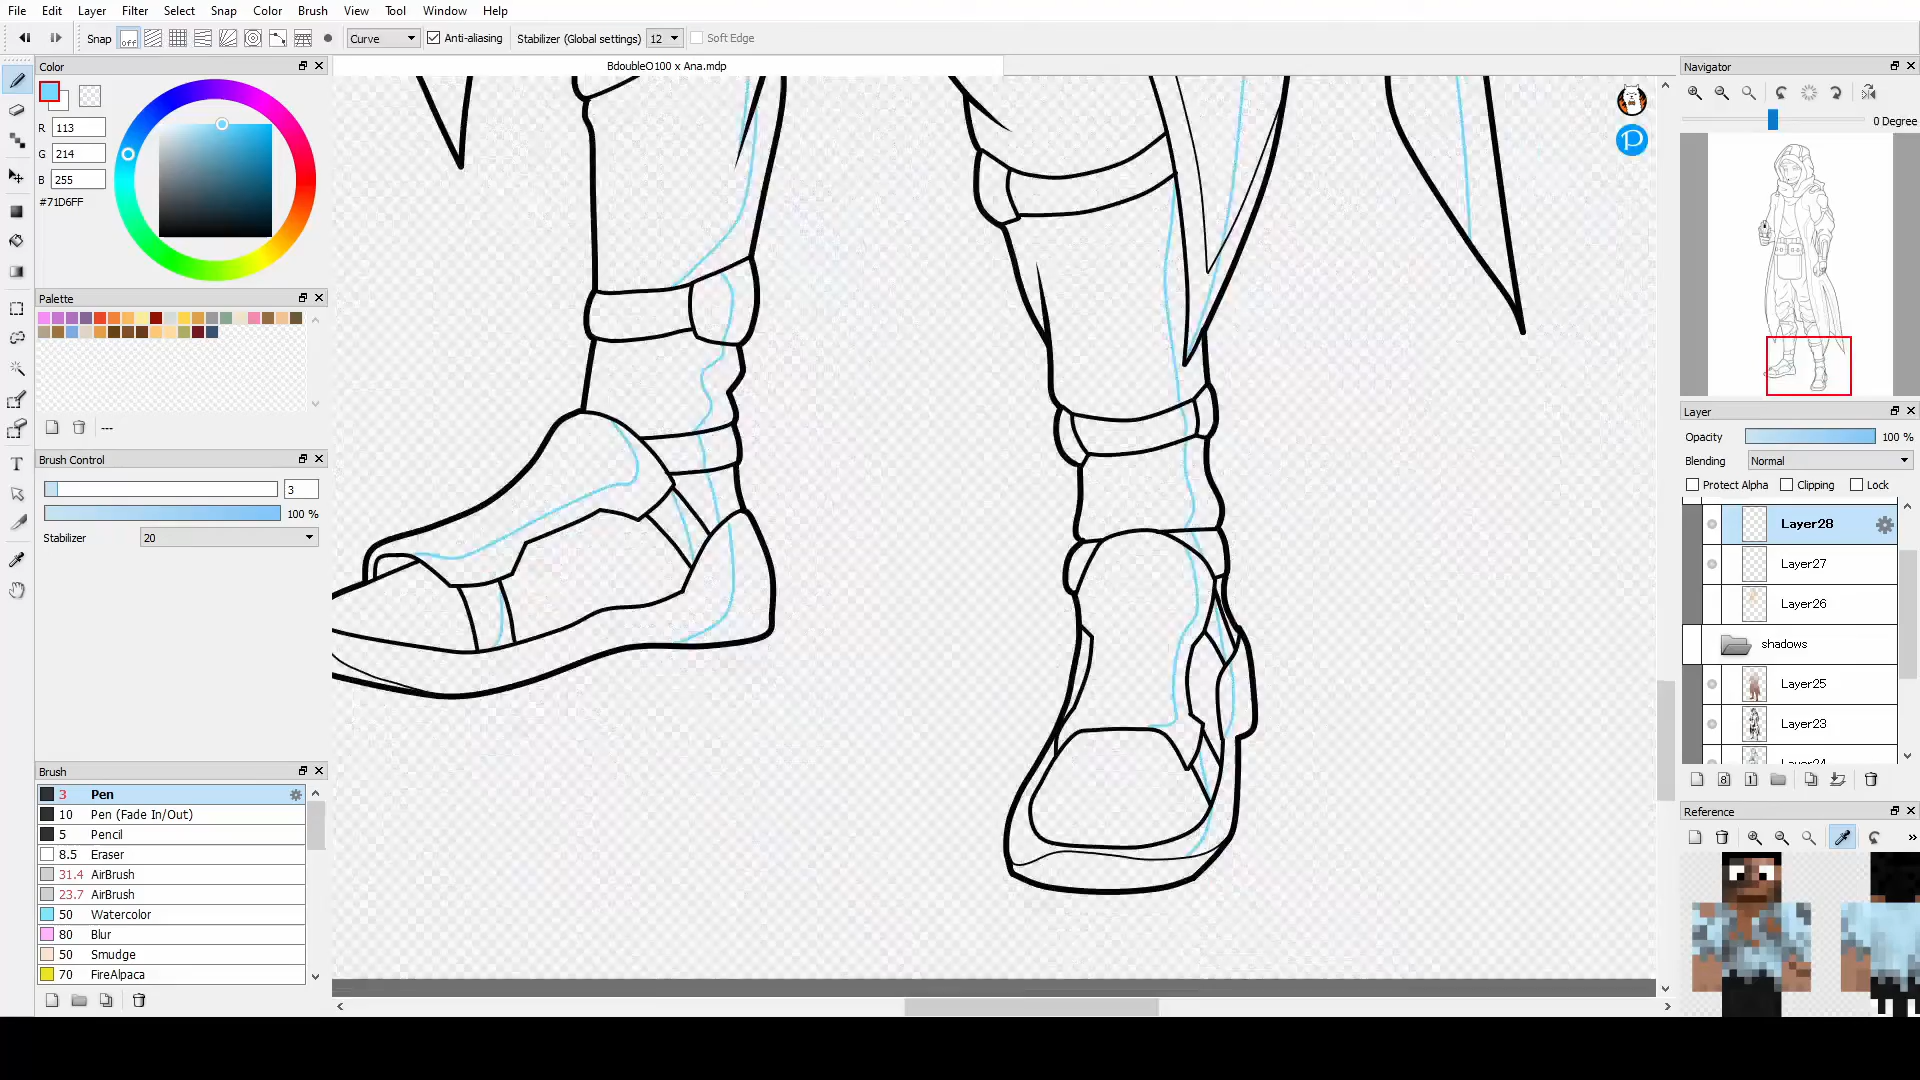 File Edit Layer Filter Select Snap Color Brush View Tool Window Help
Snap off Curve Anti-aliasing Stabilizer (Global settings) 12 Soft Edge
Color
BdoubleO100 x Ana.mdp
Navigator
R 113
G 214
B 255
#71D6FF
0 Degree
Palette
---
Brush Control
3
100 %
Stabilizer 20
Layer
Opacity 100 %
Blending Normal
Protect Alpha Clipping Lock
Layer28
Layer27
Layer26
shadows
Layer25
Layer23
Layer24
8
1
Brush
3 Pen
10 Pen (Fade In/Out)
5 Pencil
8.5 Eraser
31.4 AirBrush
23.7 AirBrush
50 Watercolor
80 Blur
50 Smudge
70 FireAlpaca
Reference